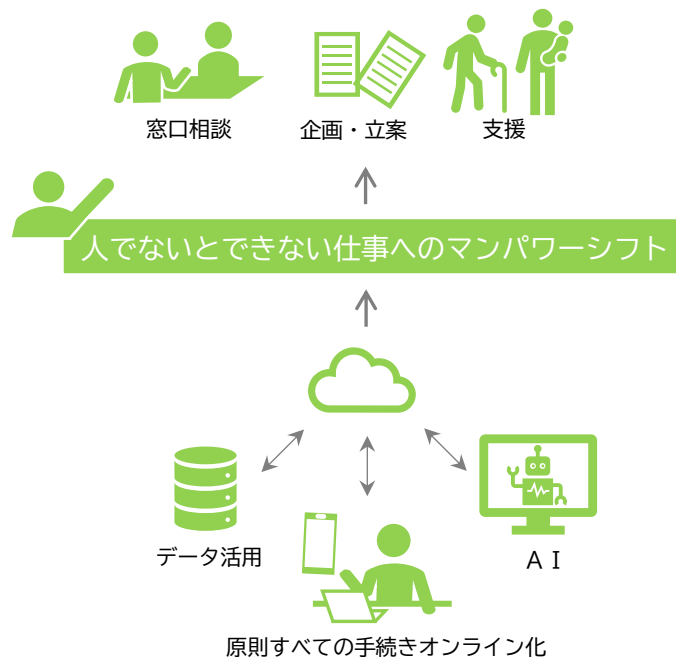 窓口相談
企画・立案
支援
人でないとできない仕事へのマンパワーシフト
データ活用
ＡＩ
原則すべての手続きオンライン化